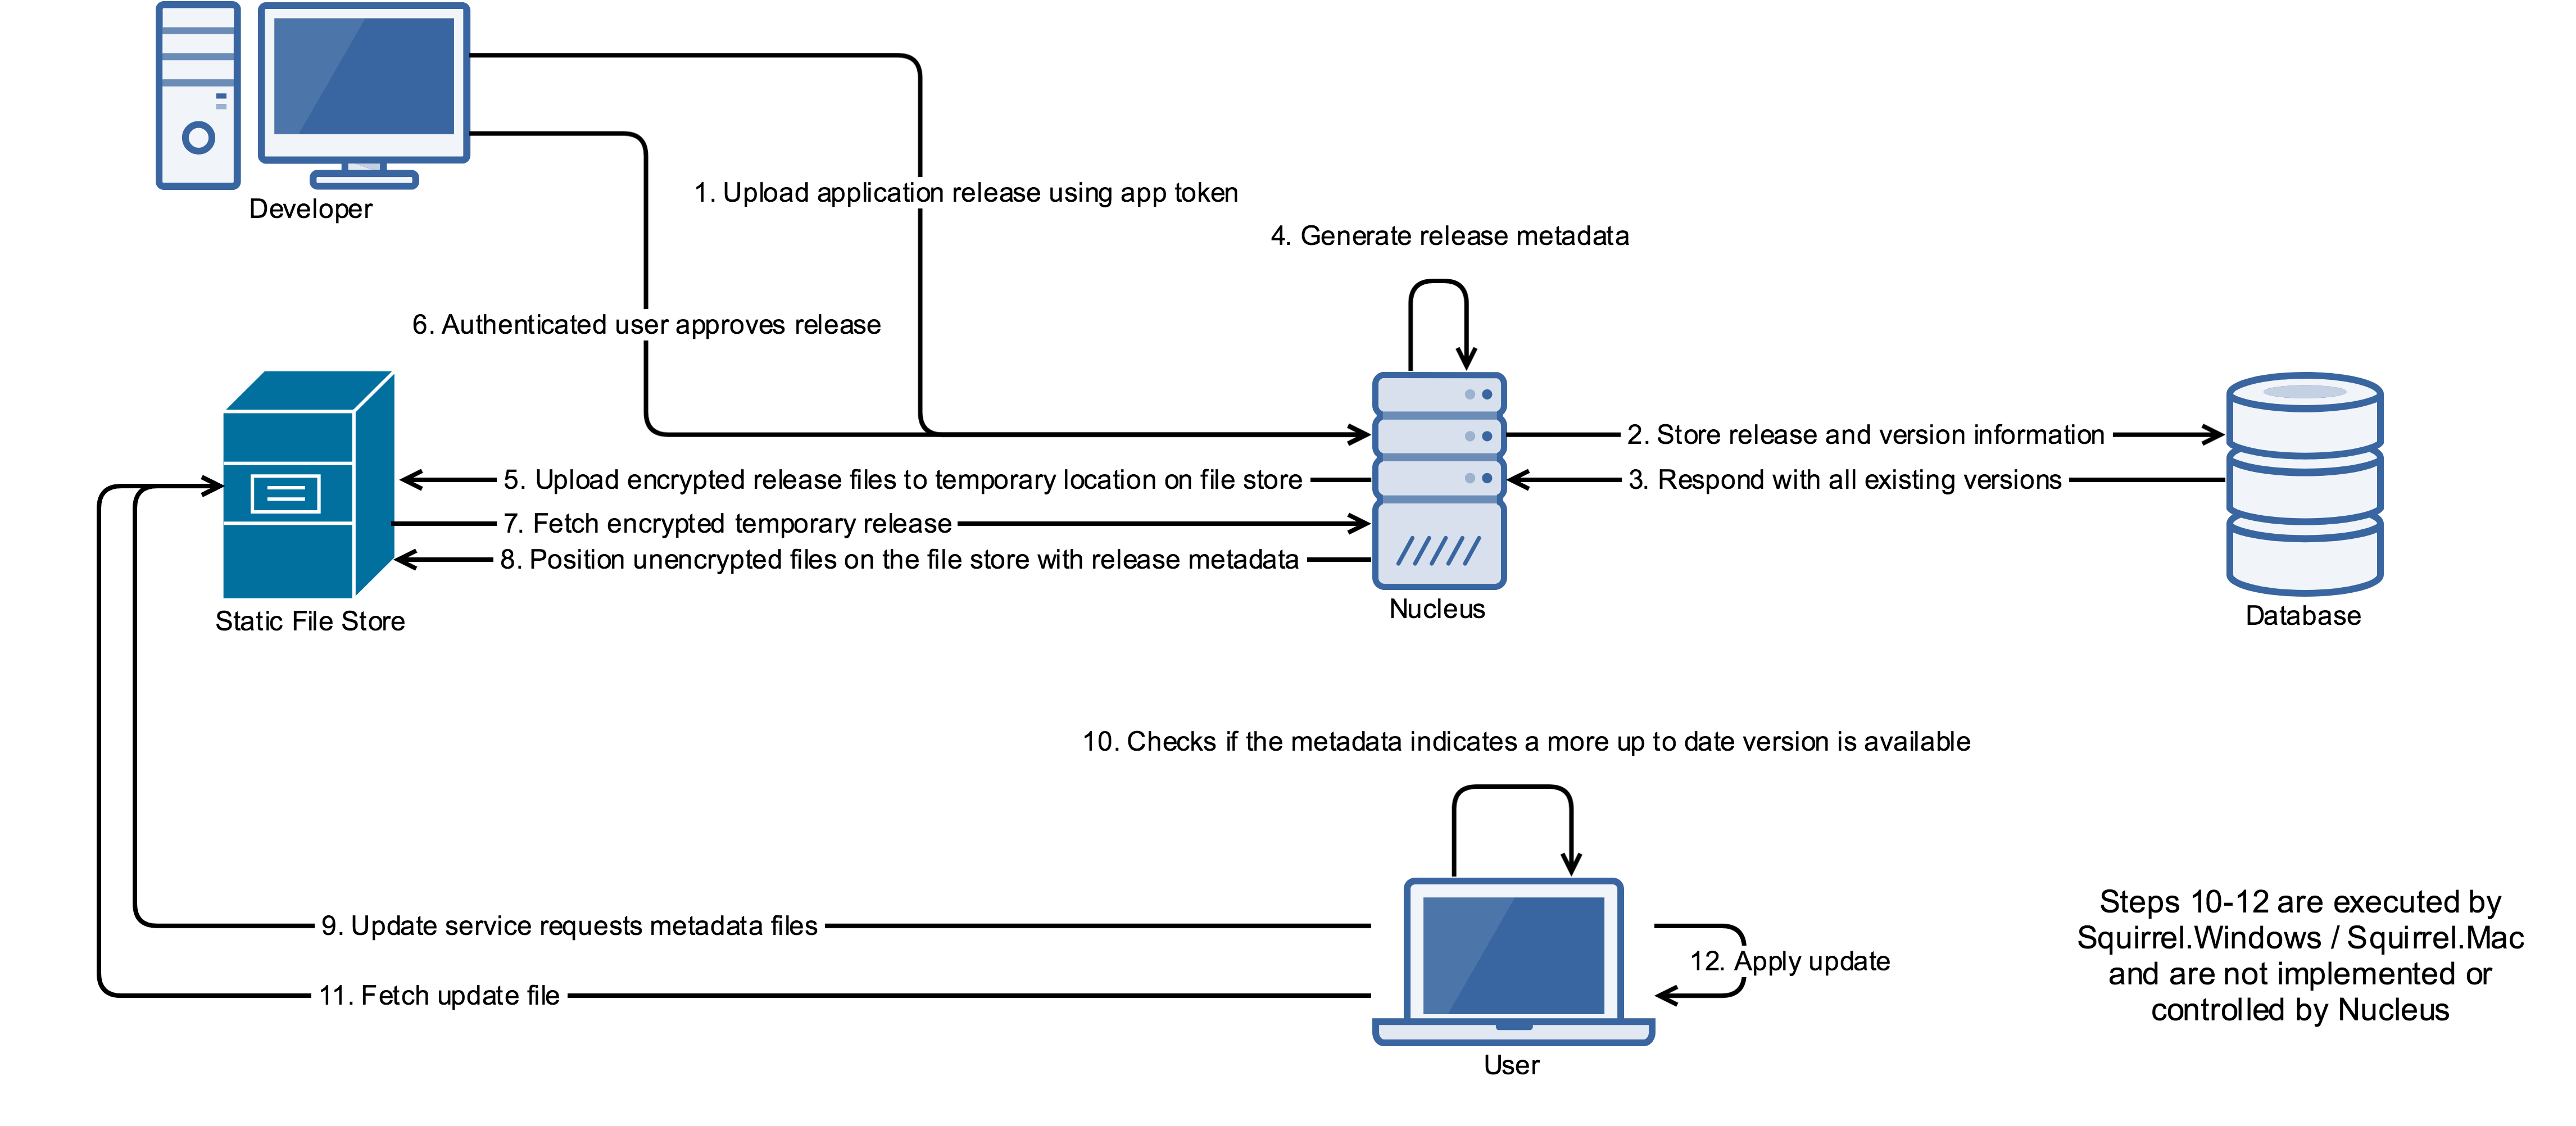 Developer
1. Upload application release using app token
4. Generate release metadata
6. Authenticated user approves release
2. Store release and version information
5. Upload encrypted release files to temporary location on file store
3. Respond with all existing versions
7. Fetch encrypted temporary release
8. Position unencrypted files on the file store with release metadata
Static File Store
Nucleus
Database
10. Checks if the metadata indicates a more up to date version is available
9. Update service requests metadata files
12. Apply update
11. Fetch update file
User
Steps 10-12 are executed by
Squirrel.Windows / Squirrel.Mac
and are not implemented or
controlled by Nucleus